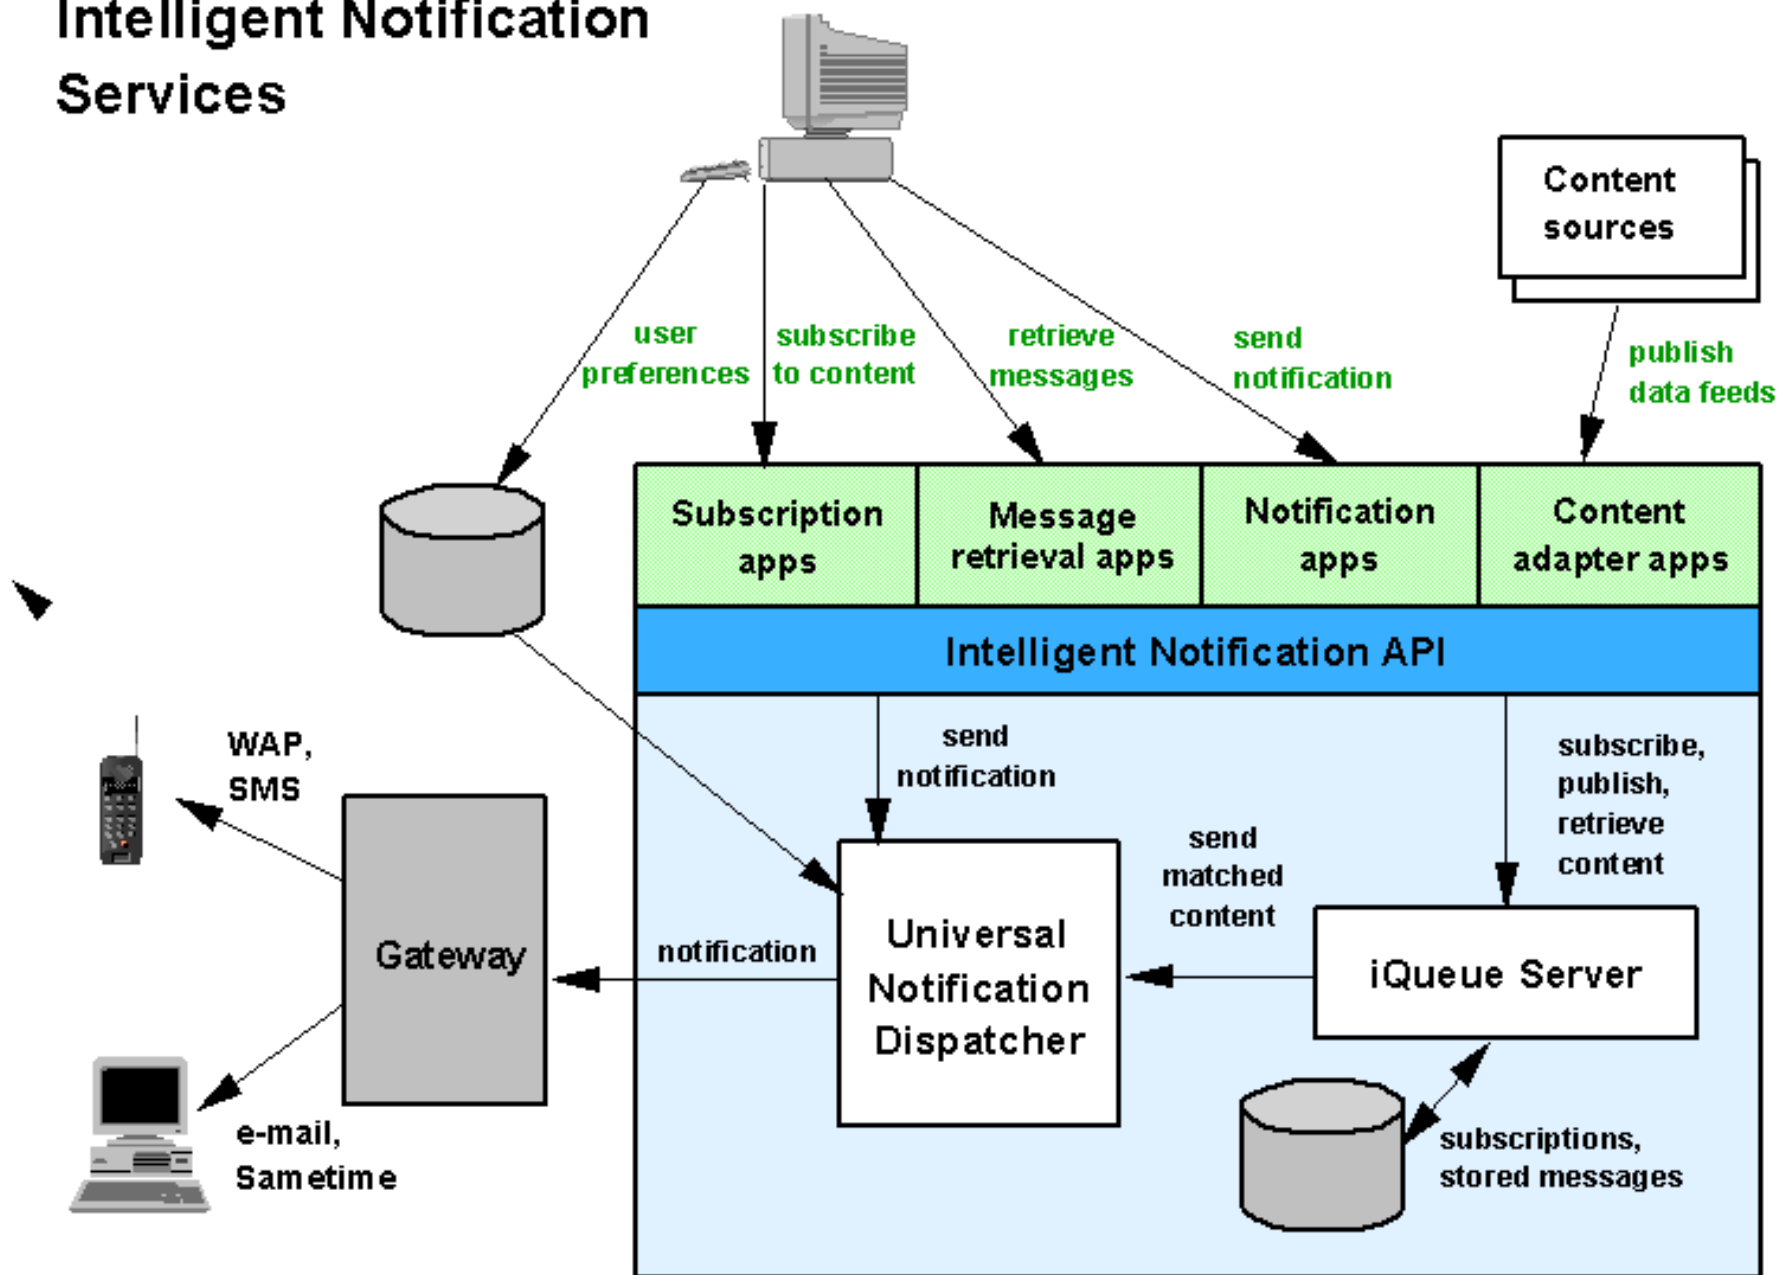 Intelligent Notification
Services
Content
sources
user
preferences
subscribe
to content
retrieve
messages
send
notification
publish
data feeds
Subscription
apps
Message
retrieval apps
Notification
apps
Content
adapter apps
Intelligent Notification API
send
notification
subscribe,
publish,
retrieve
content
WAP,
SMS
send
matched
content
Gateway
notification
Universal
Notification
Dispatcher
iQueue Server
e-mail,
Sametime
subscriptions,
stored messages